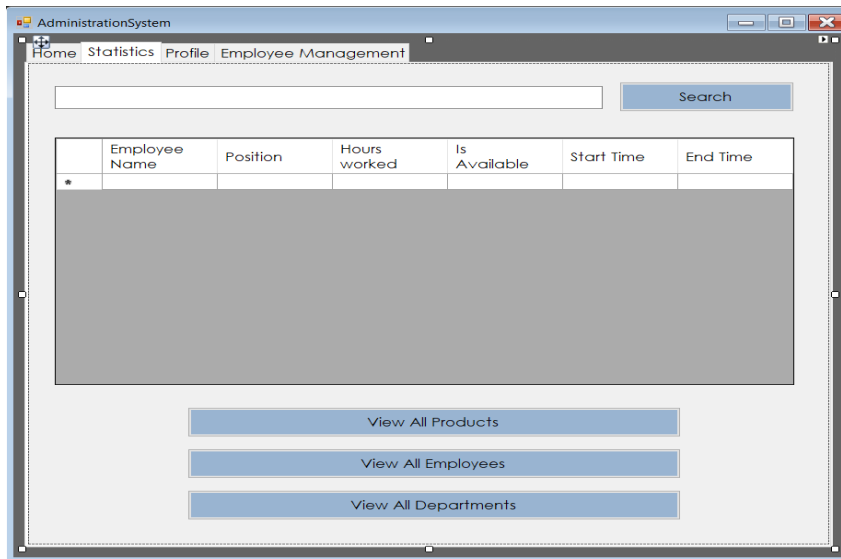 AdministrationSystem
Home Statistics Profile Employee Management
Search
Employee Name Position Hours worked Is Available Start Time End Time
*
View All Products
View All Employees
View All Departments